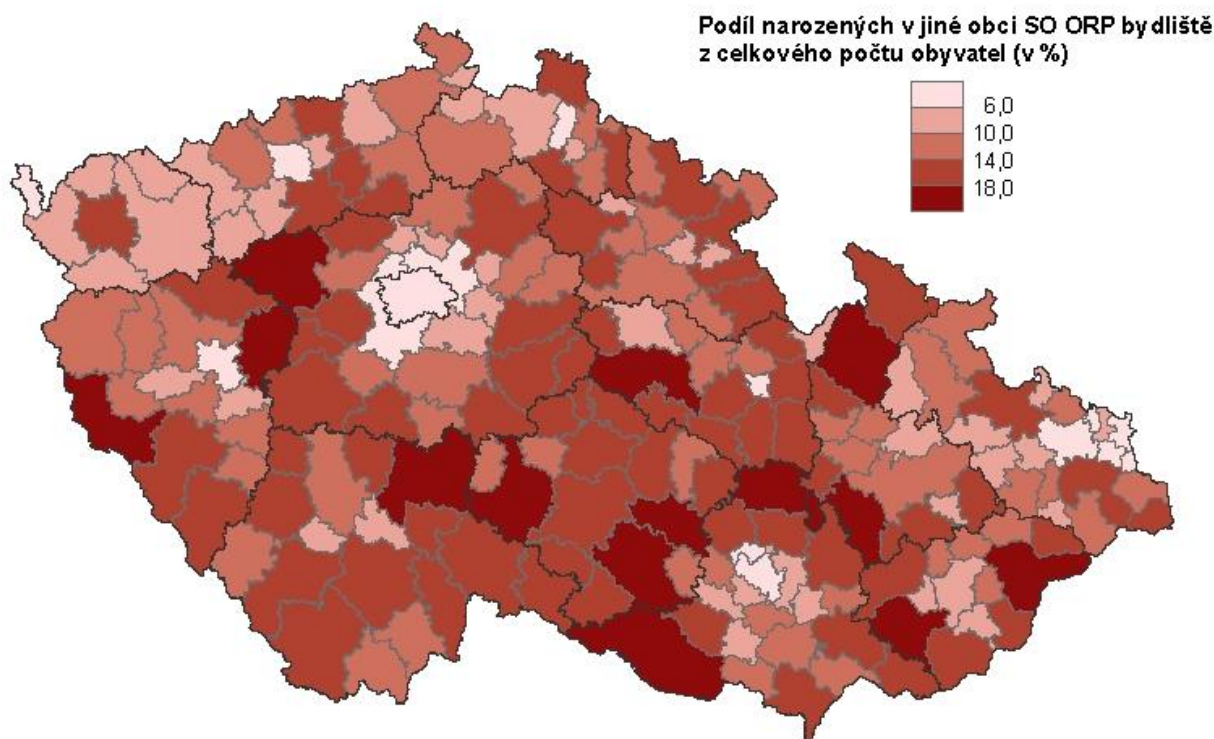 Podíl narozených v jiné obci SO ORP bydliště
z celkového počtu obyvatel (v %)
6,0
10,0
14,0
18,0